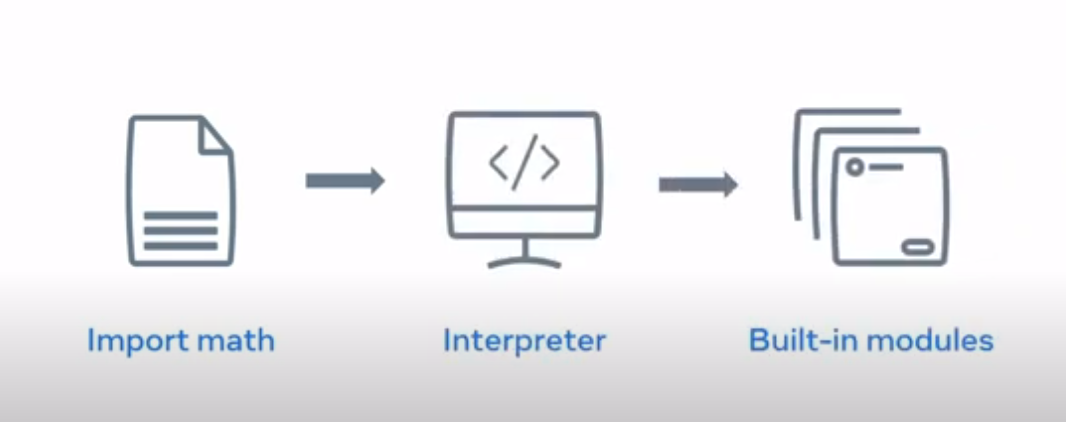 Import math
Interpreter
Built-in modules